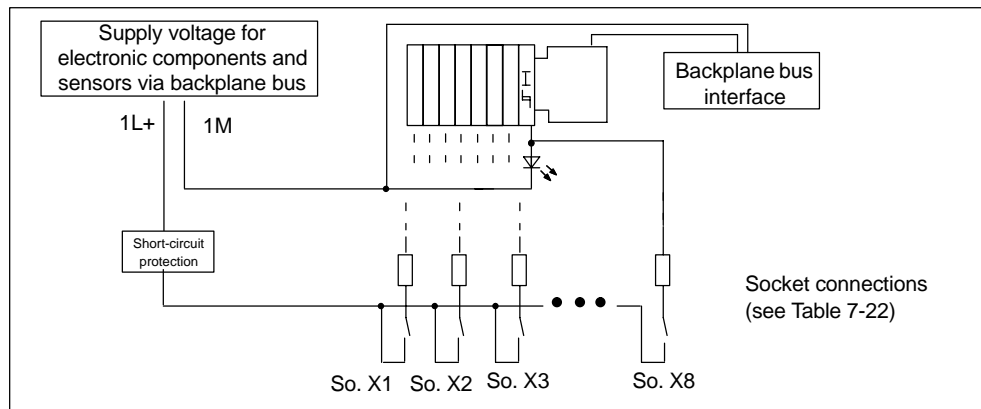 Supply voltage for
electronic components and
sensors via backplane bus
Backplane bus
interface
1L+
1M
Short-circuit
protection
Socket connections
(see Table 7-22)
So. X1
So. X2
So. X3
So. X8